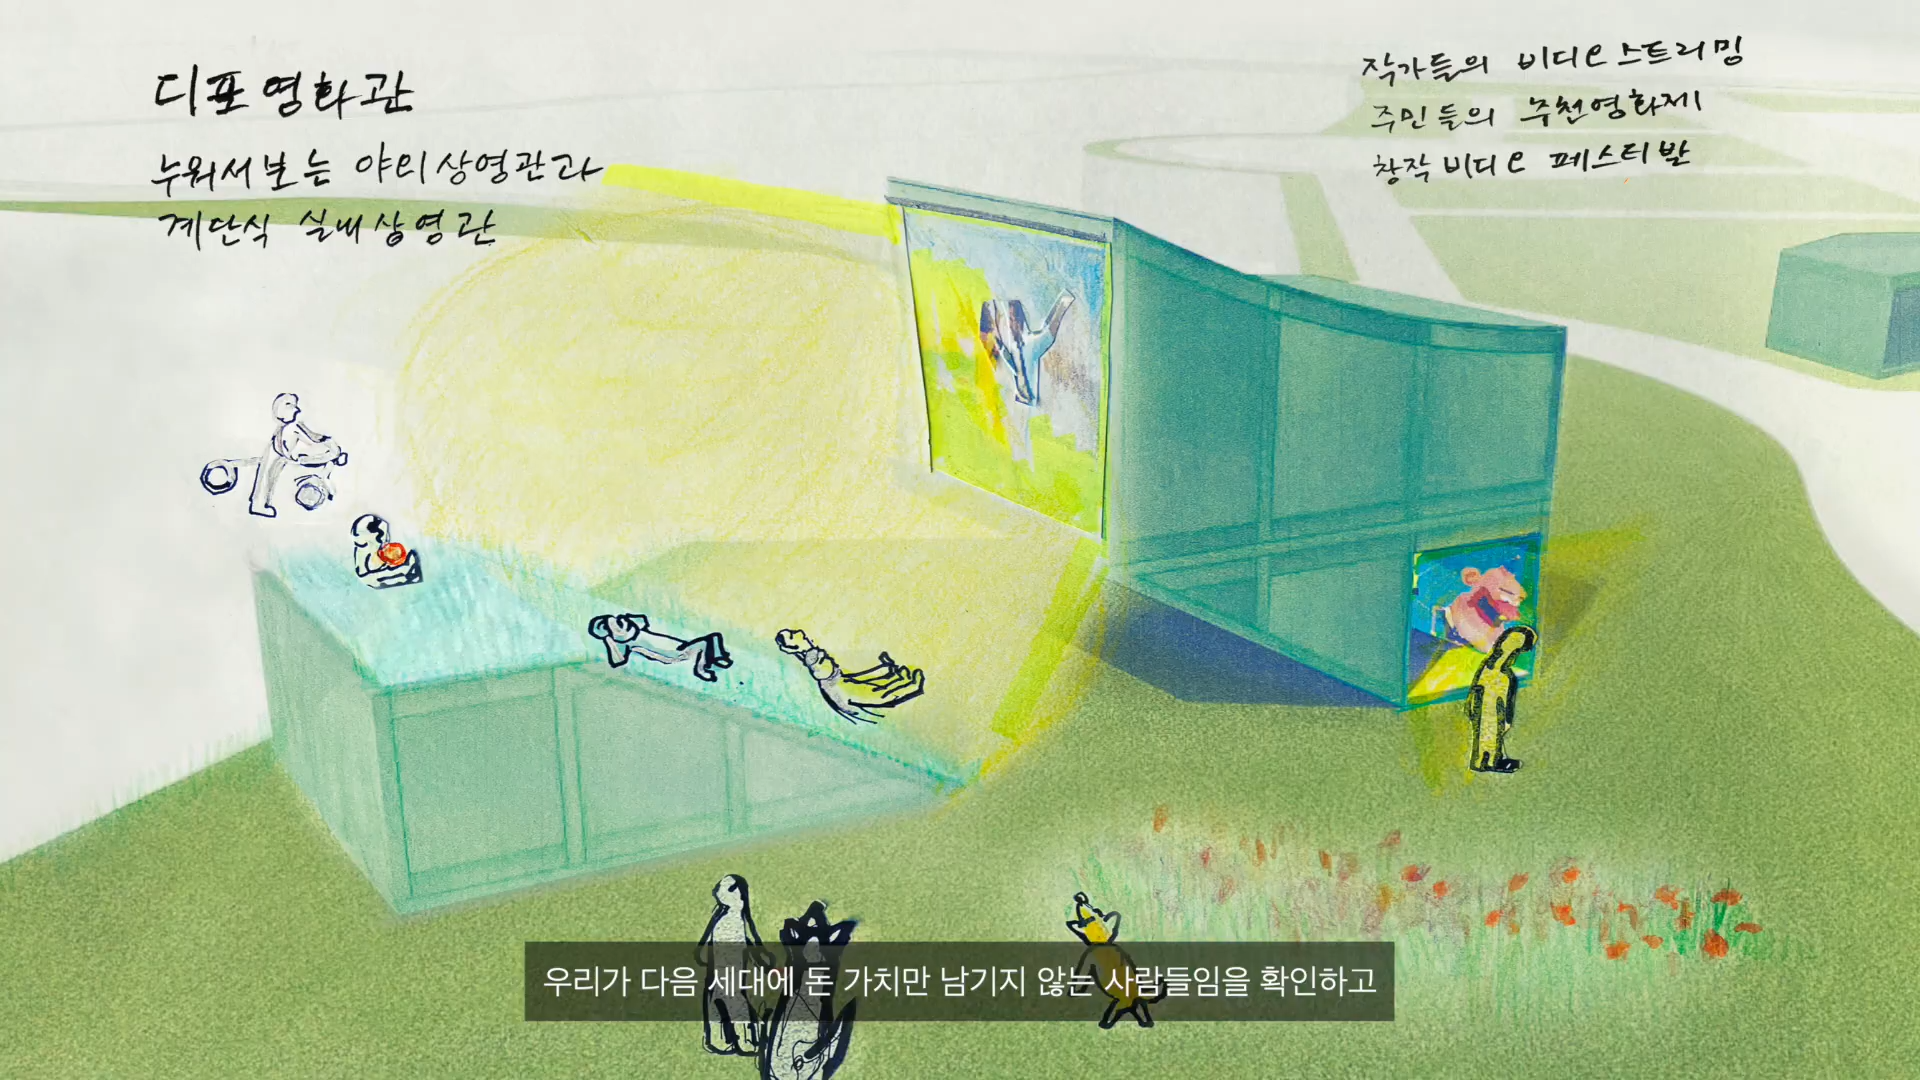 디포 영화관
누워서 보는 야외상영관과
계단식 실내상영관
작가들의 비디오 스트리밍
주민들의 추천영화제
창작 비디오 페스티발
우리가 다음 세대에 돈 가치만 남기지 않는 사람들임을 확인하고